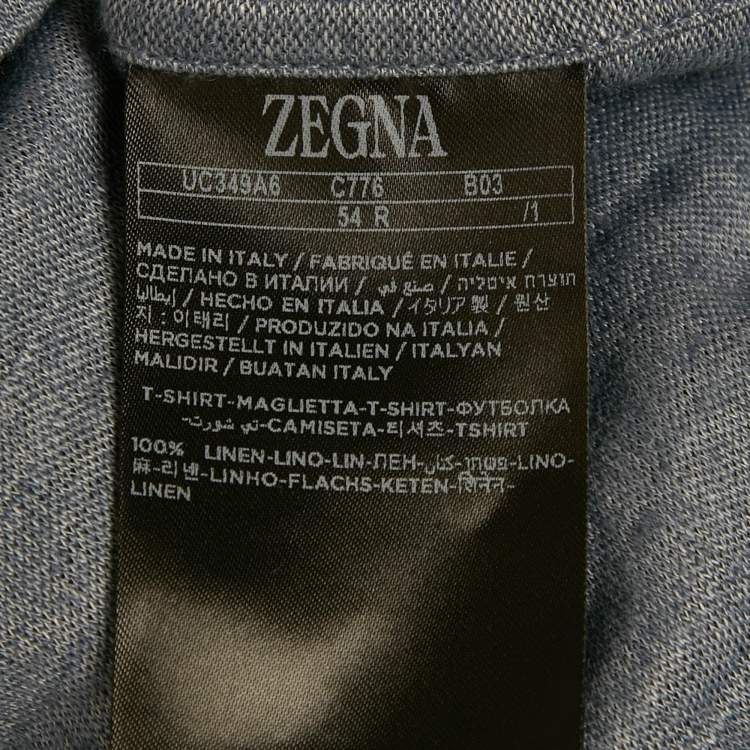 ZEGNA
UC349A6 C776 B03
54 R /1
MADE IN ITALY / FABRIQUÉ EN ITALIE /
СДЕЛАНО В ИТАЛИИ / صنع في / תוצרת איטליה
إيطاليا / HECHO EN ITALIA / イタリア製 / 원산
지 : 이태리 / PRODUZIDO NA ITALIA /
HERGESTELLT IN ITALIEN / ITALYAN
MALIDIR / BUATAN ITALY
T-SHIRT-MAGLIETTA-T-SHIRT-ФУТБОЛКА
تي شورت-CAMISETA-티셔츠-TSHIRT
100% LINEN-LINO-LIN-ЛЕН-كتان-פשתן-LINO-
麻-리넨-LINHO-FLACHS-KETEN-लिनेन-
LINEN